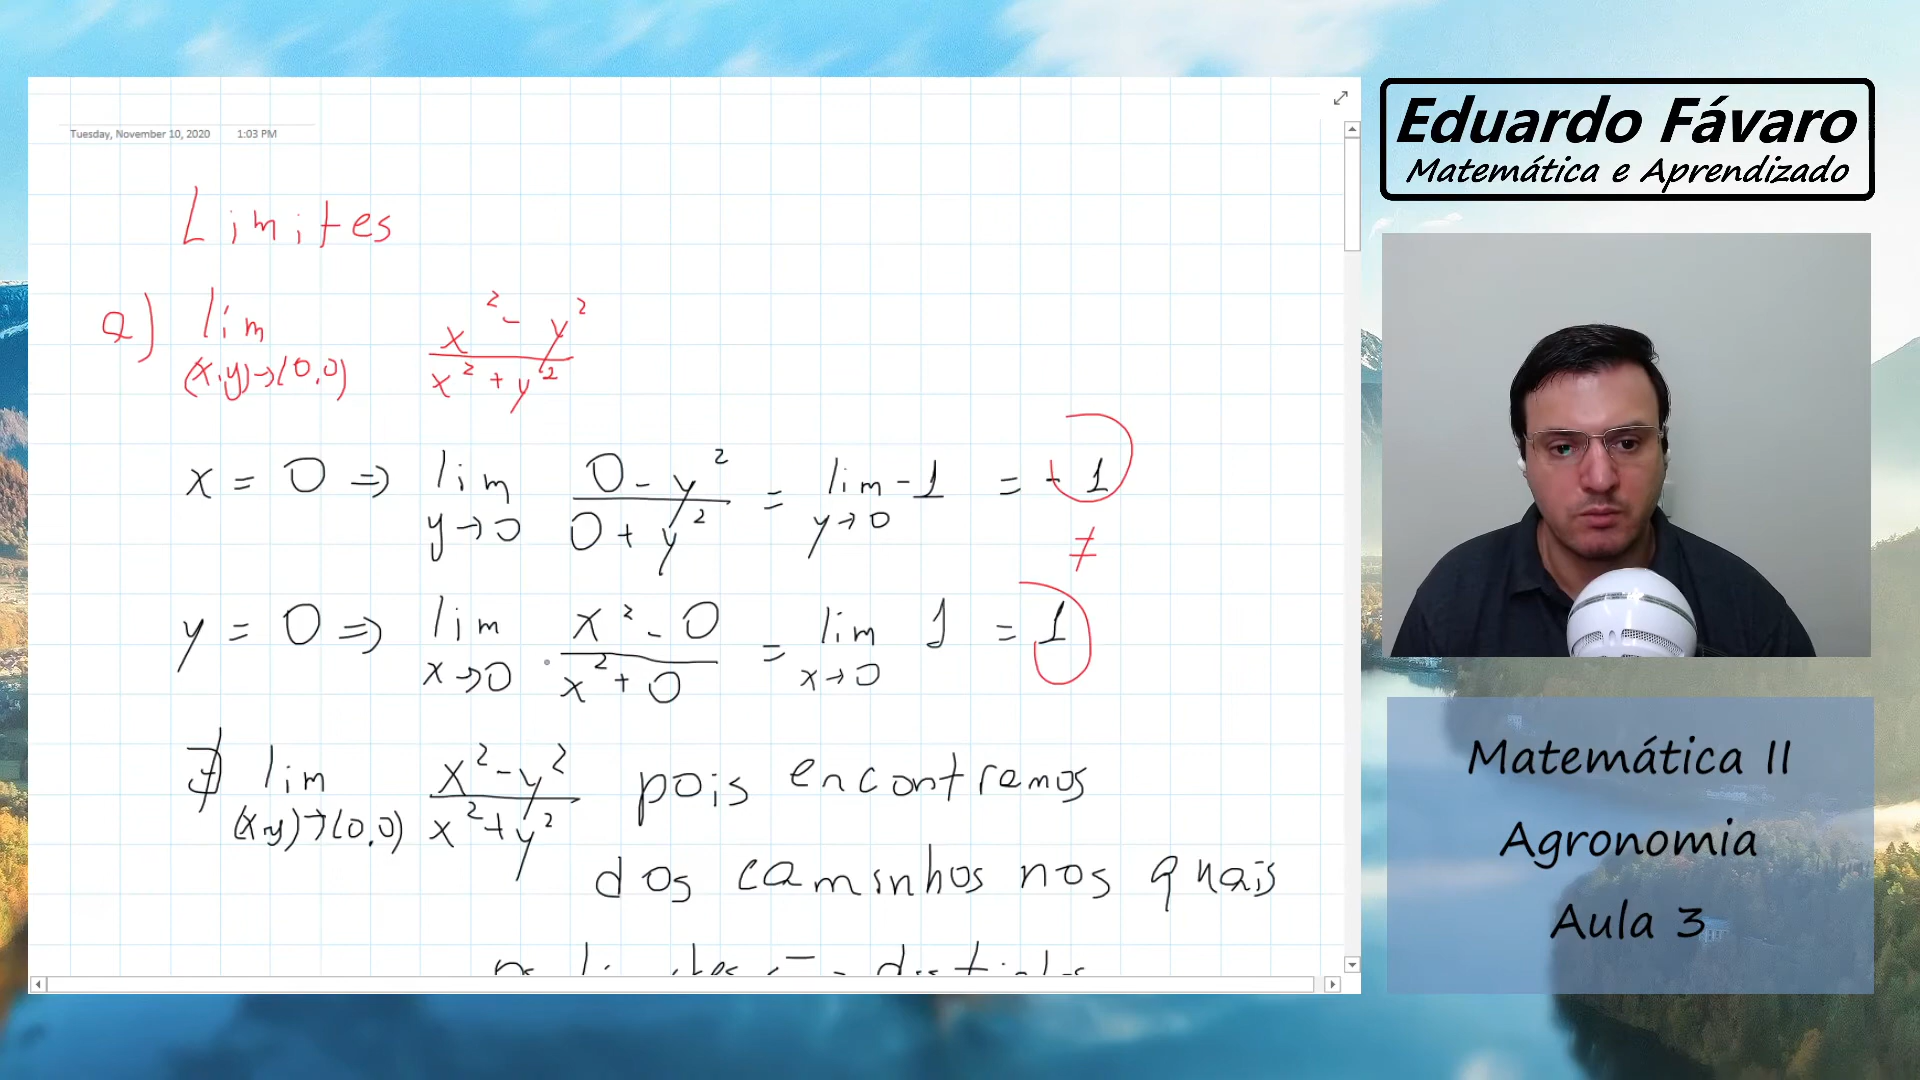 Tuesday, November 10, 2020 1:03 PM
Limites
a) lim (x,y)→(0,0) x² - y² / x² + y²
x = 0 ⇒ lim y→0 0 - y² / 0 + y² = lim y→0 -1 = -1
≠
y = 0 ⇒ lim x→0 x² - 0 / x² + 0 = lim x→0 1 = 1
∄ lim (x,y)→(0,0) x² - y² / x² + y² pois encontramos
dos caminhos nos quais
Eduardo Fávaro
Matemática e Aprendizado
Matemática II
Agronomia
Aula 3